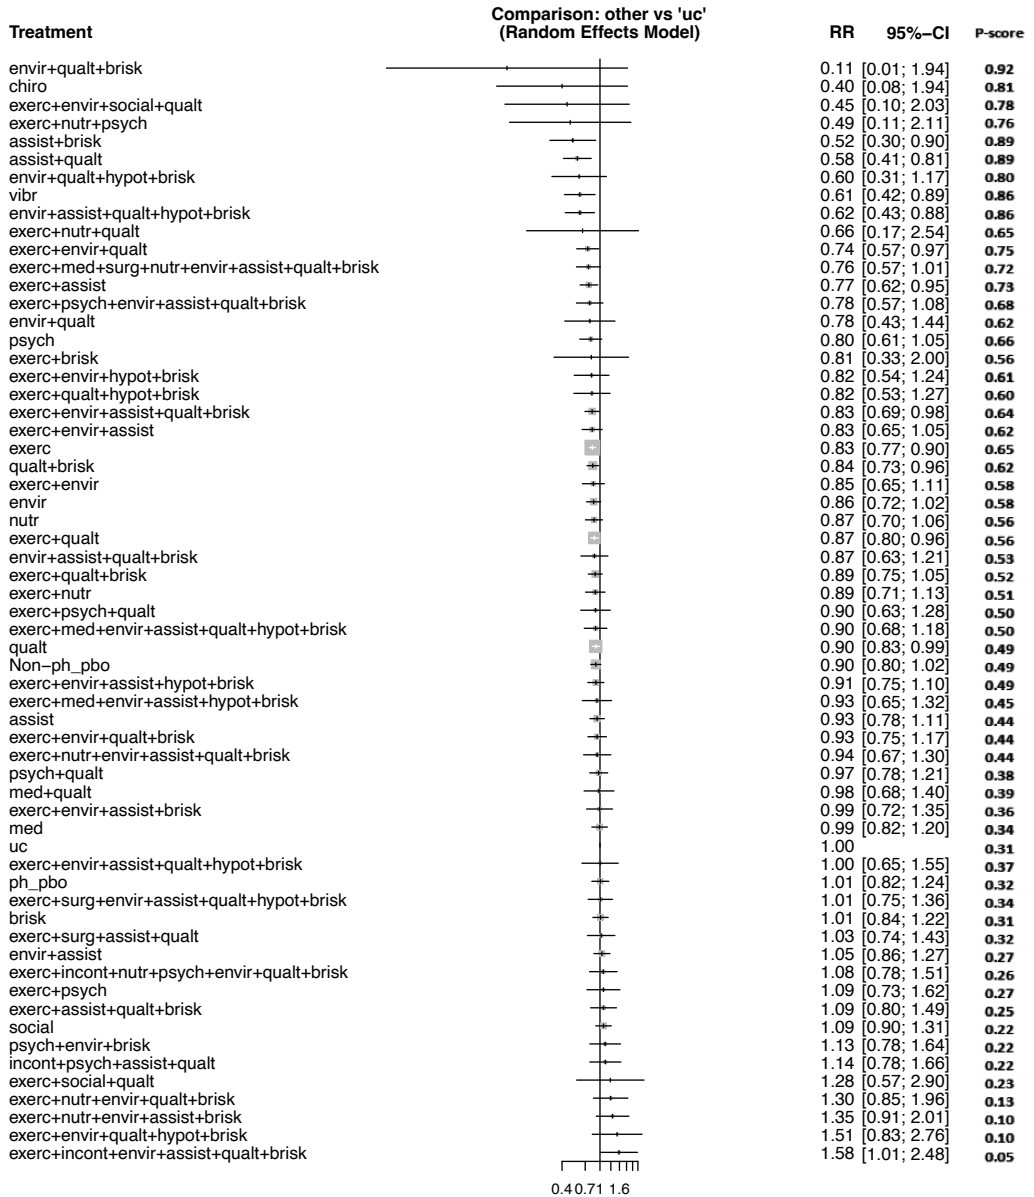 Comparison: other vs 'uc'
Treatment (Random Effects Model) RR 95%−CI P-score
envir+qualt+brisk 0.11 [0.01; 1.94] 0.92
chiro 0.40 [0.08; 1.94] 0.81
exerc+envir+social+qualt 0.45 [0.10; 2.03] 0.78
exerc+nutr+psych 0.49 [0.11; 2.11] 0.76
assist+brisk 0.52 [0.30; 0.90] 0.89
assist+qualt 0.58 [0.41; 0.81] 0.89
envir+qualt+hypot+brisk 0.60 [0.31; 1.17] 0.80
vibr 0.61 [0.42; 0.89] 0.86
envir+assist+qualt+hypot+brisk 0.62 [0.43; 0.88] 0.86
exerc+nutr+qualt 0.66 [0.17; 2.54] 0.65
exerc+envir+qualt 0.74 [0.57; 0.97] 0.75
exerc+med+surg+nutr+envir+assist+qualt+brisk 0.76 [0.57; 1.01] 0.72
exerc+assist 0.77 [0.62; 0.95] 0.73
exerc+psych+envir+assist+qualt+brisk 0.78 [0.57; 1.08] 0.68
envir+qualt 0.78 [0.43; 1.44] 0.62
psych 0.80 [0.61; 1.05] 0.66
exerc+brisk 0.81 [0.33; 2.00] 0.56
exerc+envir+hypot+brisk 0.82 [0.54; 1.24] 0.61
exerc+qualt+hypot+brisk 0.82 [0.53; 1.27] 0.60
exerc+envir+assist+qualt+brisk 0.83 [0.69; 0.98] 0.64
exerc+envir+assist 0.83 [0.65; 1.05] 0.62
exerc 0.83 [0.77; 0.90] 0.65
qualt+brisk 0.84 [0.73; 0.96] 0.62
exerc+envir 0.85 [0.65; 1.11] 0.58
envir 0.86 [0.72; 1.02] 0.58
nutr 0.87 [0.70; 1.06] 0.56
exerc+qualt 0.87 [0.80; 0.96] 0.56
envir+assist+qualt+brisk 0.87 [0.63; 1.21] 0.53
exerc+qualt+brisk 0.89 [0.75; 1.05] 0.52
exerc+nutr 0.89 [0.71; 1.13] 0.51
exerc+psych+qualt 0.90 [0.63; 1.28] 0.50
exerc+med+envir+assist+qualt+hypot+brisk 0.90 [0.68; 1.18] 0.50
qualt 0.90 [0.83; 0.99] 0.49
Non−ph_pbo 0.90 [0.80; 1.02] 0.49
exerc+envir+assist+hypot+brisk 0.91 [0.75; 1.10] 0.49
exerc+med+envir+assist+hypot+brisk 0.93 [0.65; 1.32] 0.45
assist 0.93 [0.78; 1.11] 0.44
exerc+envir+qualt+brisk 0.93 [0.75; 1.17] 0.44
exerc+nutr+envir+assist+qualt+brisk 0.94 [0.67; 1.30] 0.44
psych+qualt 0.97 [0.78; 1.21] 0.38
med+qualt 0.98 [0.68; 1.40] 0.39
exerc+envir+assist+brisk 0.99 [0.72; 1.35] 0.36
med 0.99 [0.82; 1.20] 0.34
uc 1.00 0.31
exerc+envir+assist+qualt+hypot+brisk 1.00 [0.65; 1.55] 0.37
ph_pbo 1.01 [0.82; 1.24] 0.32
exerc+surg+envir+assist+qualt+hypot+brisk 1.01 [0.75; 1.36] 0.34
brisk 1.01 [0.84; 1.22] 0.31
exerc+surg+assist+qualt 1.03 [0.74; 1.43] 0.32
envir+assist 1.05 [0.86; 1.27] 0.27
exerc+incont+nutr+psych+envir+qualt+brisk 1.08 [0.78; 1.51] 0.26
exerc+psych 1.09 [0.73; 1.62] 0.27
exerc+assist+qualt+brisk 1.09 [0.80; 1.49] 0.25
social 1.09 [0.90; 1.31] 0.22
psych+envir+brisk 1.13 [0.78; 1.64] 0.22
incont+psych+assist+qualt 1.14 [0.78; 1.66] 0.22
exerc+social+qualt 1.28 [0.57; 2.90] 0.23
exerc+nutr+envir+qualt+brisk 1.30 [0.85; 1.96] 0.13
exerc+nutr+envir+assist+brisk 1.35 [0.91; 2.01] 0.10
exerc+envir+qualt+hypot+brisk 1.51 [0.83; 2.76] 0.10
exerc+incont+envir+assist+qualt+brisk 1.58 [1.01; 2.48] 0.05
0.4 0.71 1.6